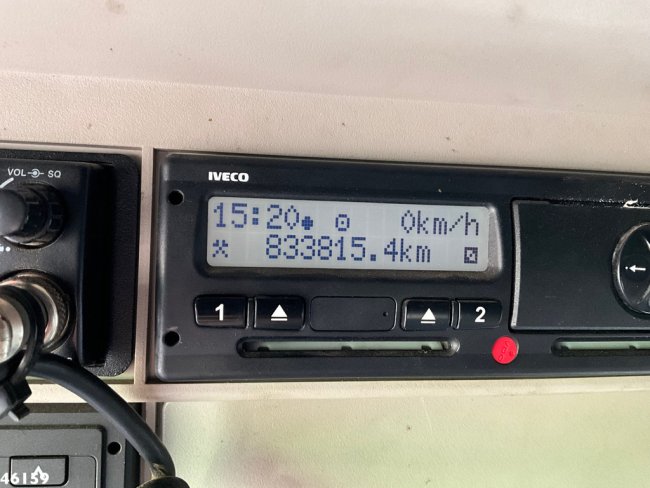 VOL SQ
IVECO
15:20 0km/h
833815.4km
1 2
46159